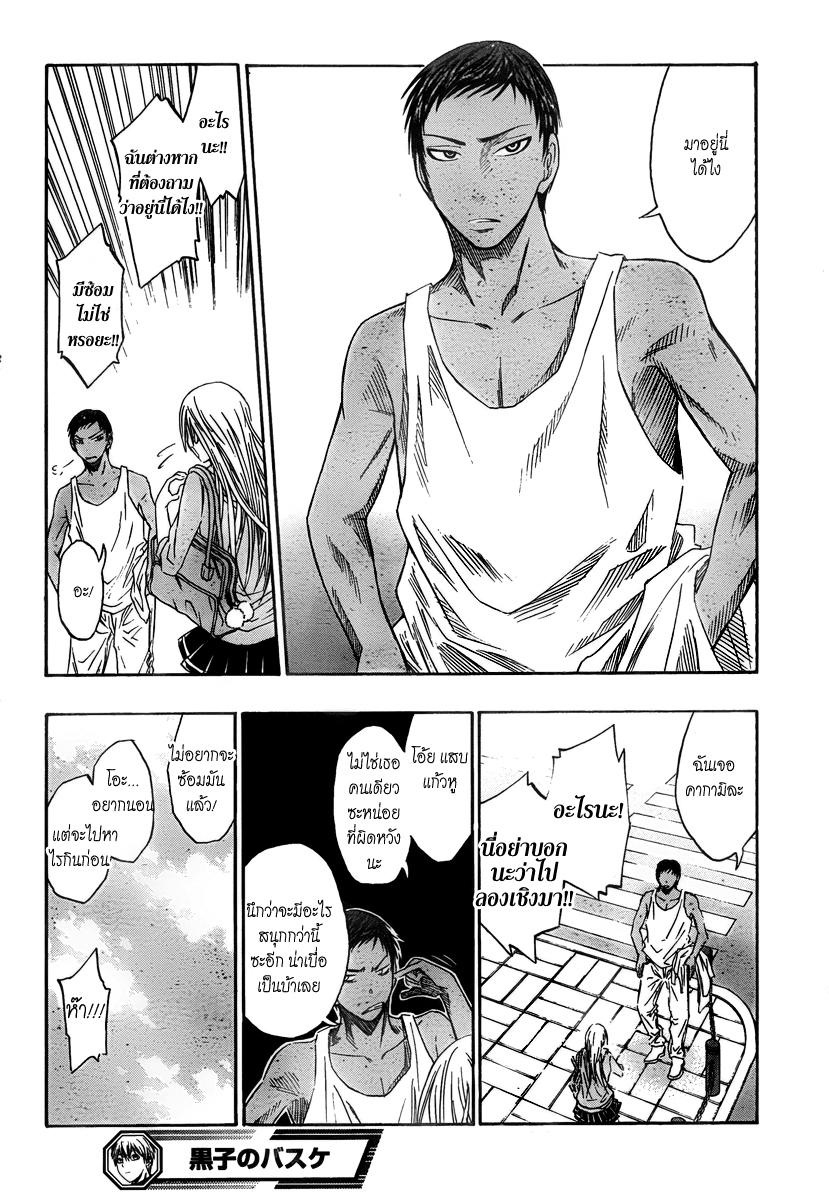 มาอยู่นี่
ได้ไง
อะไร
นะ!!
ฉันต่างหาก
ที่ต้องถาม
ว่าอยู่นี่ได้ไง!!
มีซ้อม
ไม่ใช่
หรอยะ!!
อะ!
ฉันเจอ
คากามิละ
อะไรนะ!
นี่อย่าบอก
นะว่าไป
ลองเชิงมา!!
โอ้ย แสบ
แก้วหู
ไม่ใช่เธอ
คนเดียว
ซะหน่อย
ที่ผิดหวัง
นะ
นึกว่าจะมีอะไร
สนุกกว่านี้
ซะอีก น่าเบื่อ
เป็นบ้าเลย
ไม่อยากจะ
ซ้อมมัน
แล้ว!
โอะ...
อยากนอน
แต่จะไปหา
ไรกินก่อน
ห๊า!!!
黒子のバスケ